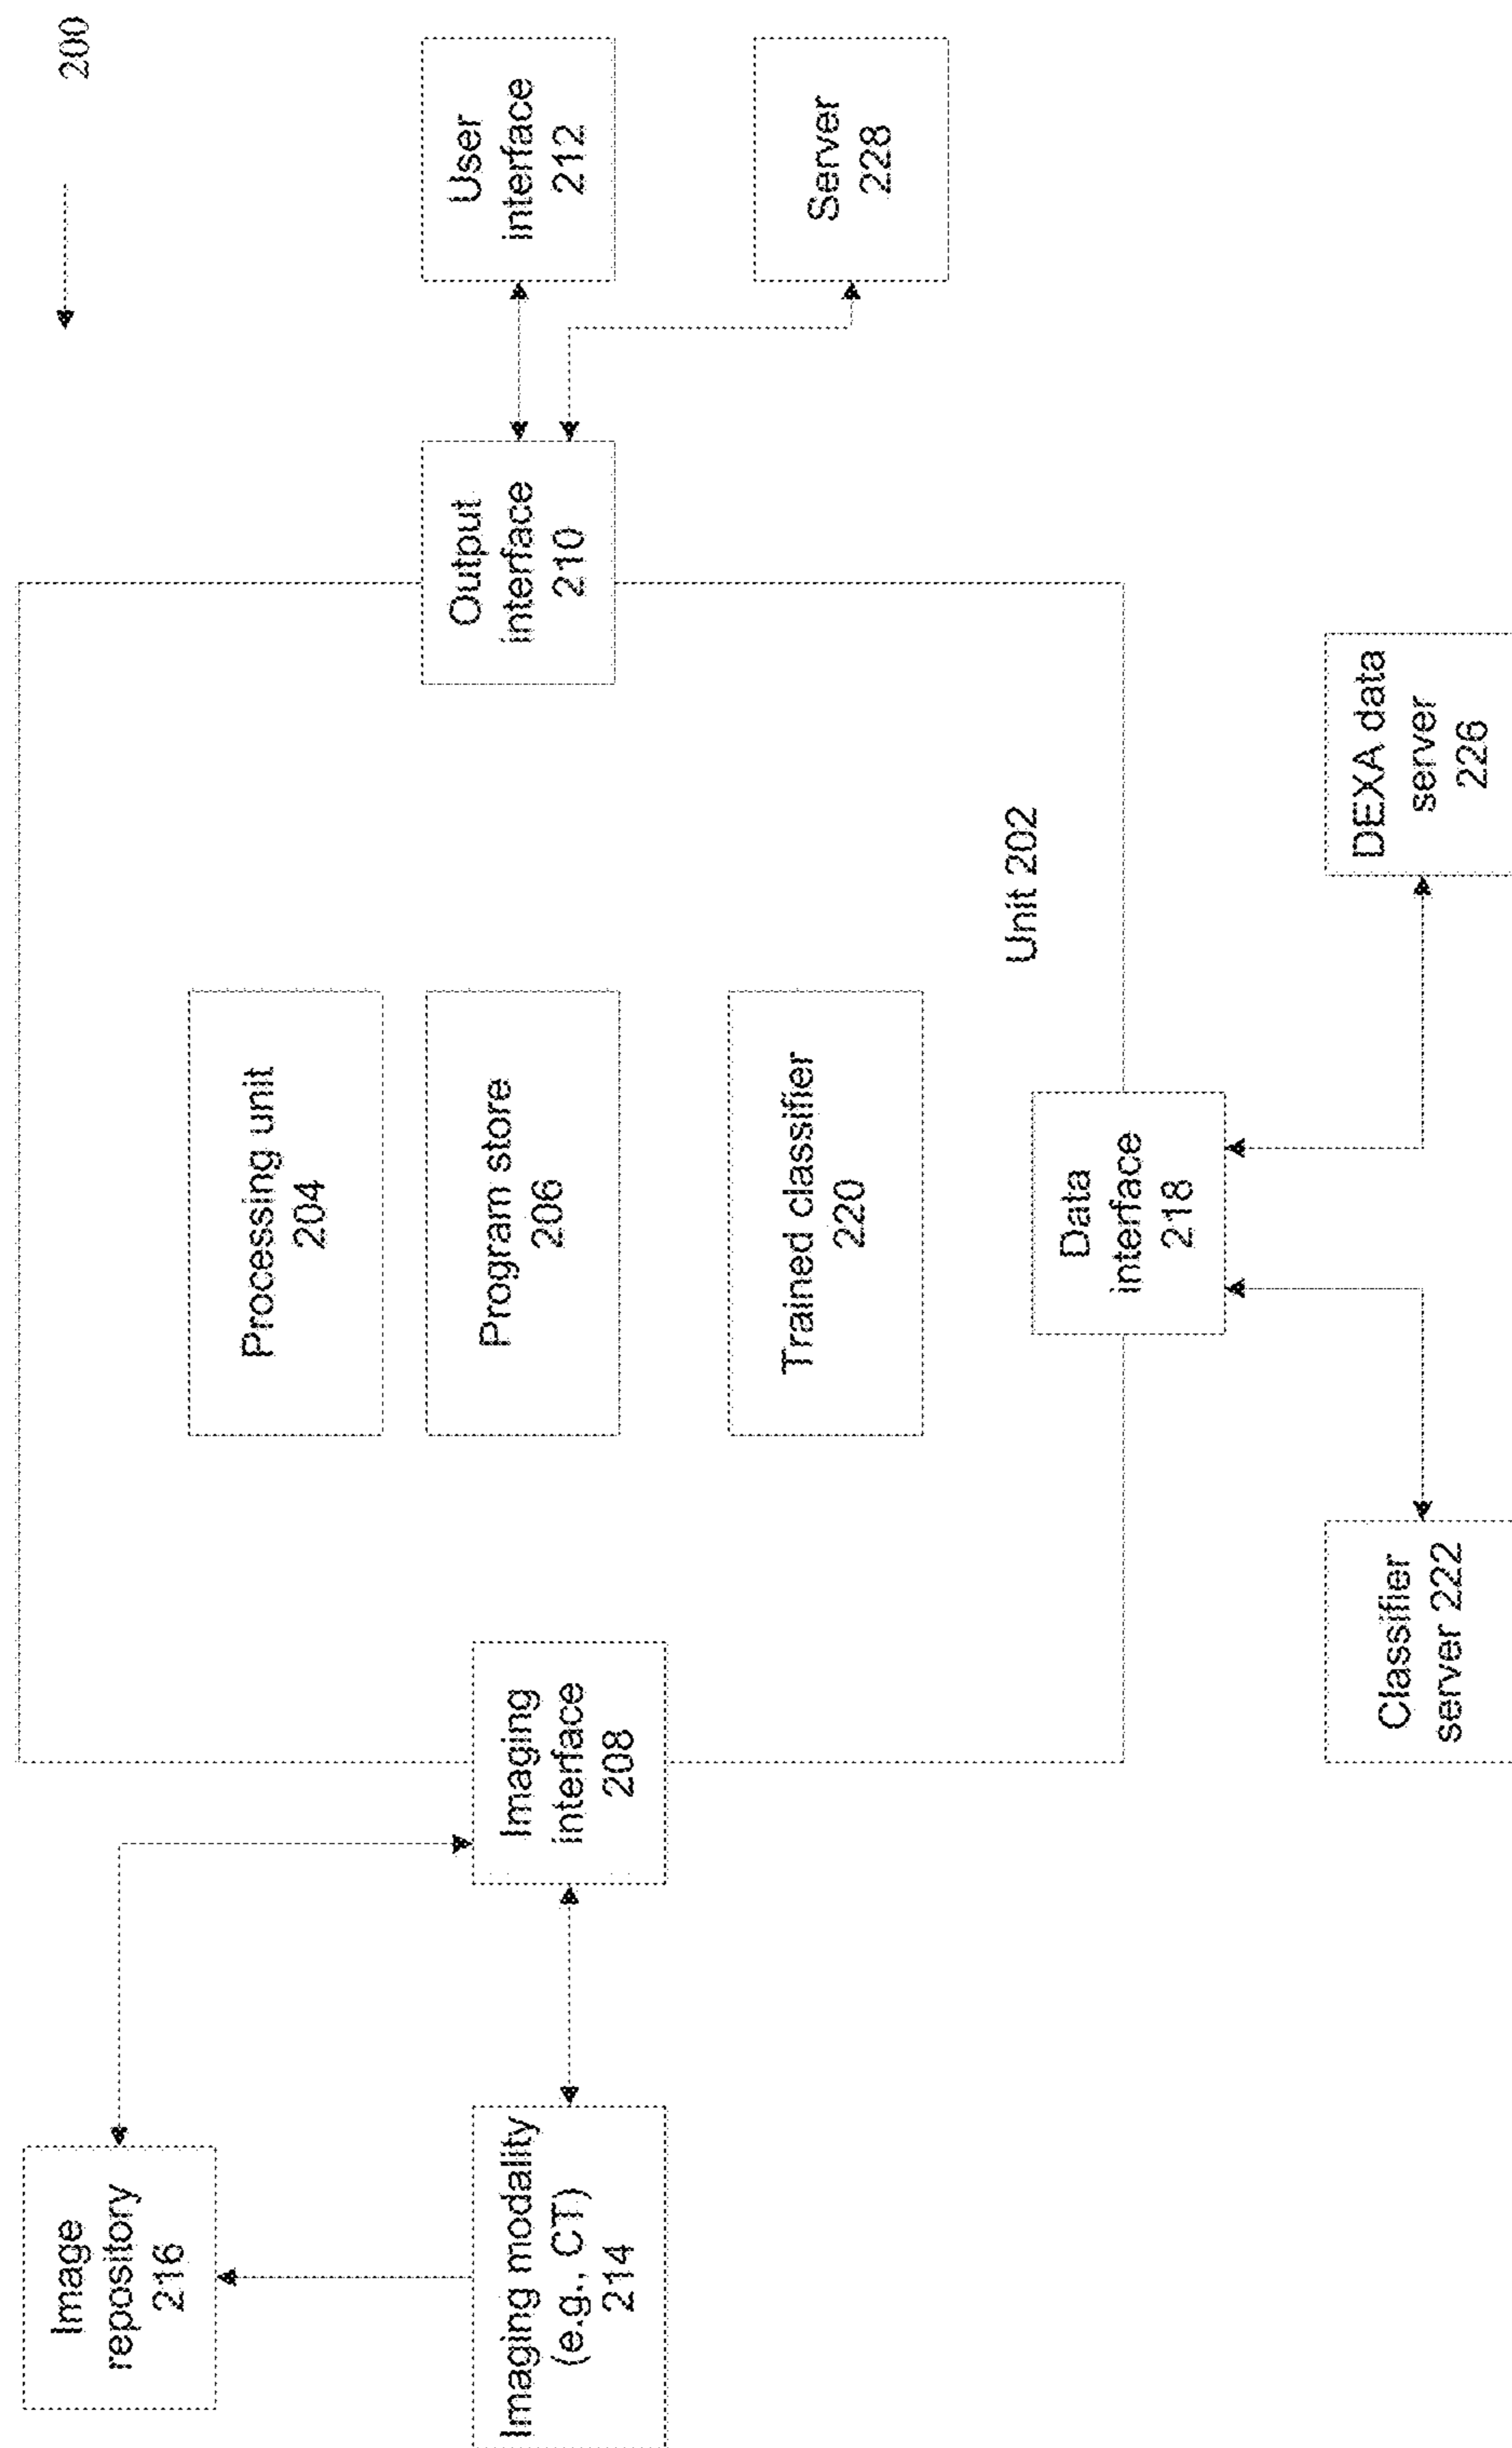 200
Image
repository
216
Imaging modality
(e.g., CT)
214
Imaging
interface
208
Processing unit
204
Program store
206
Trained classifier
220
Unit 202
Output
interface
210
User
interface
212
Server
228
Data
interface
218
Classifier
server 222
DEXA data
server
226